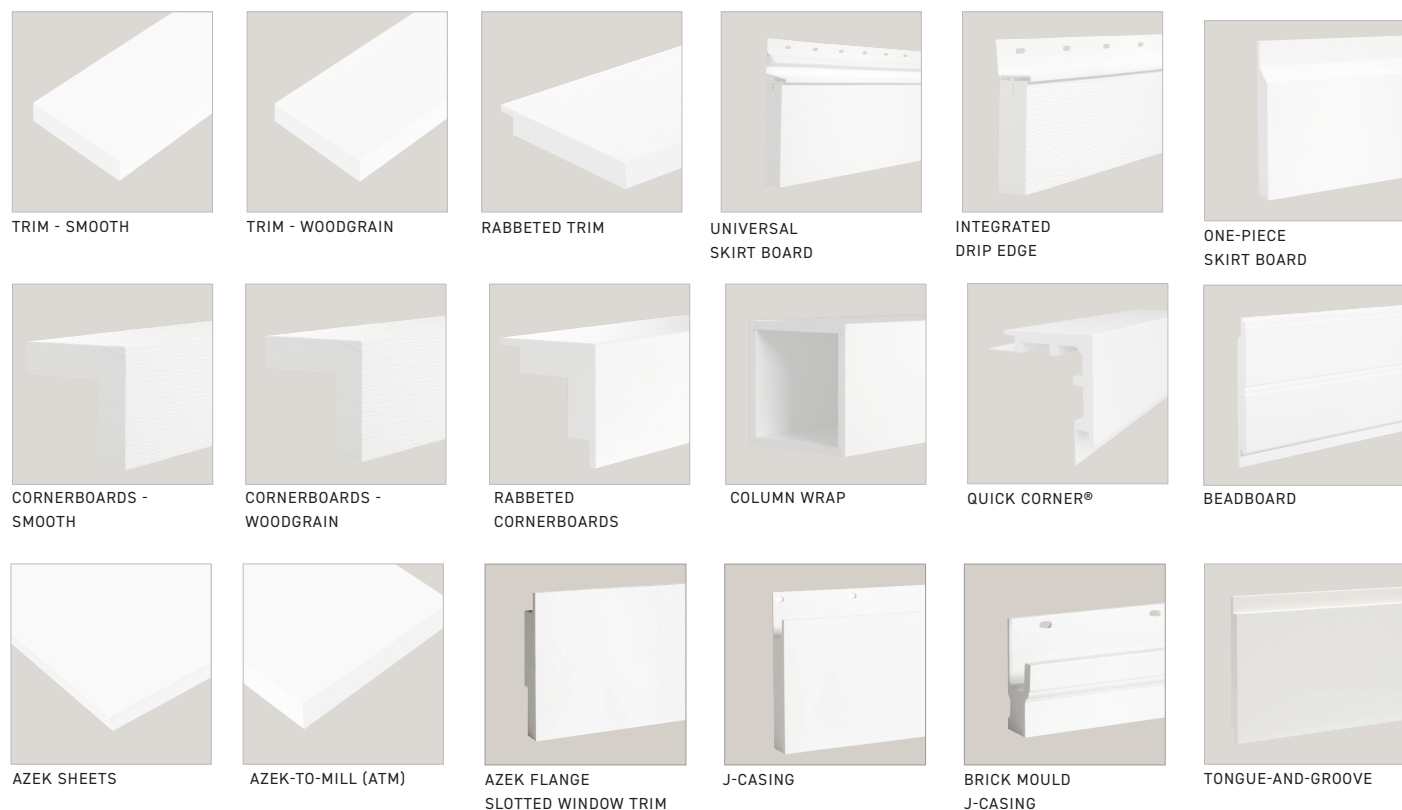 TRIM - SMOOTH
TRIM - WOODGRAIN
RABBETED TRIM
UNIVERSAL
SKIRT BOARD
INTEGRATED
DRIP EDGE
ONE-PIECE
SKIRT BOARD
CORNERBOARDS -
SMOOTH
CORNERBOARDS -
WOODGRAIN
RABBETED
CORNERBOARDS
COLUMN WRAP
QUICK CORNER®
BEADBOARD
AZEK SHEETS
AZEK-TO-MILL (ATM)
AZEK FLANGE
SLOTTED WINDOW TRIM
J-CASING
BRICK MOULD
J-CASING
TONGUE-AND-GROOVE